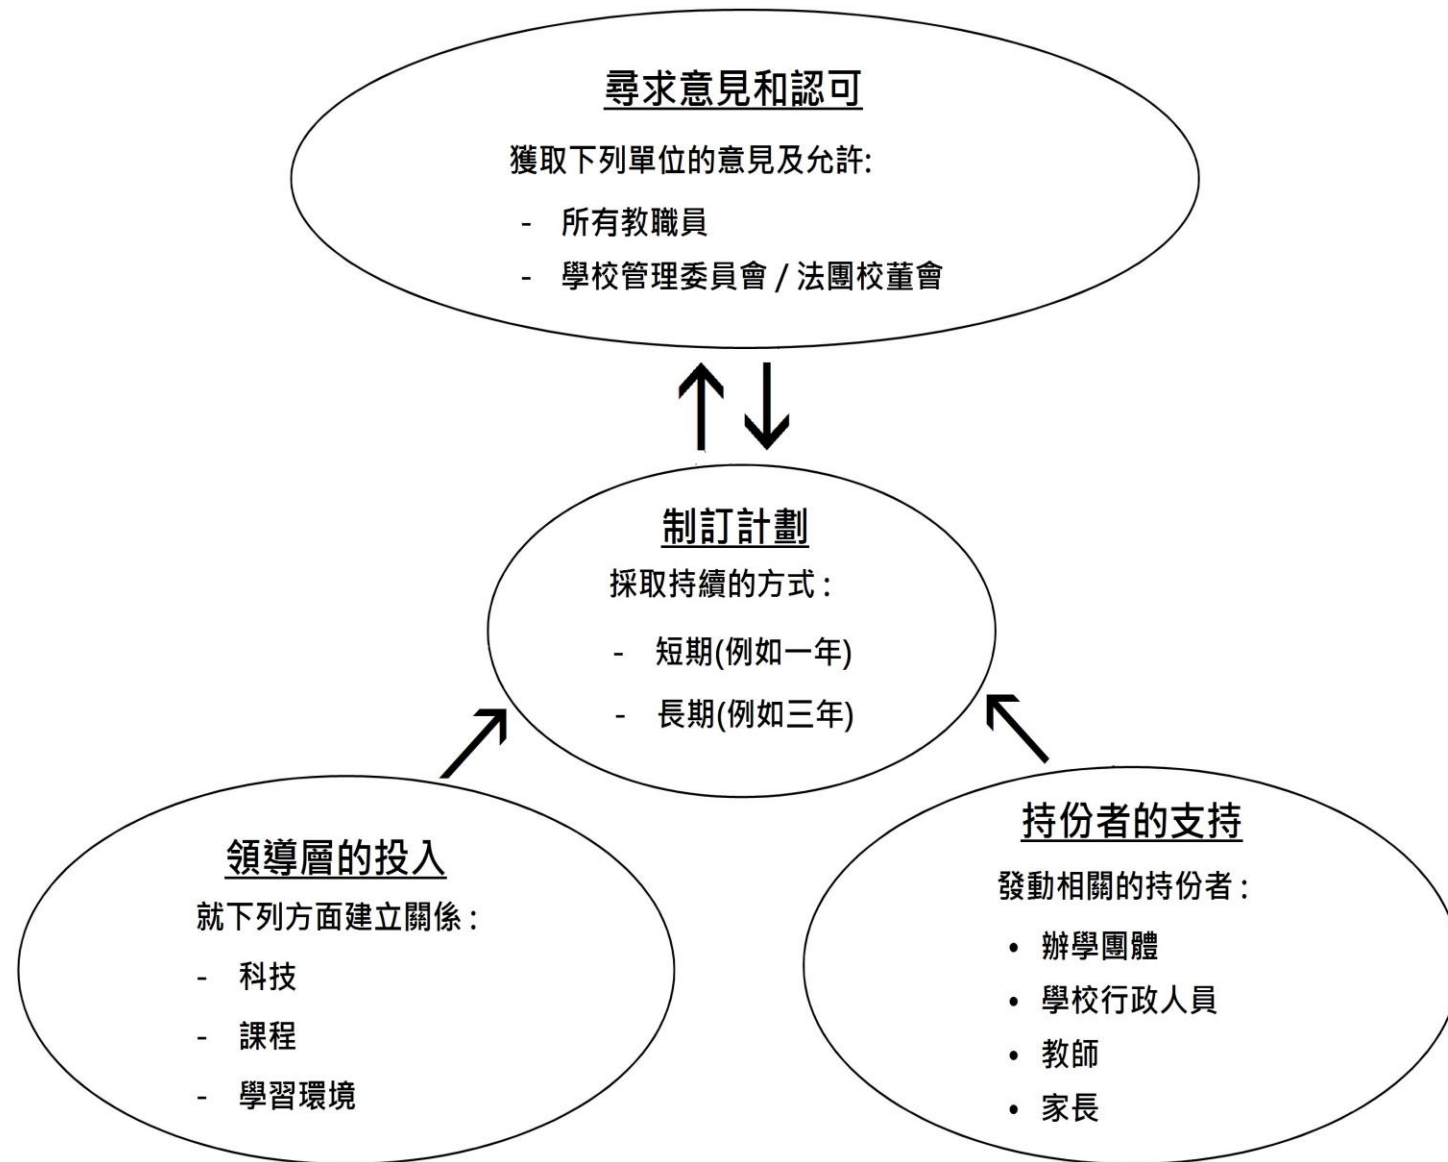 尋求意見和認可
獲取下列單位的意見及允許:
- 所有教職員
- 學校管理委員會 / 法團校董會
制訂計劃
採取持續的方式 :
- 短期(例如一年)
- 長期(例如三年)
領導層的投入
就下列方面建立關係 :
- 科技
- 課程
- 學習環境
持份者的支持
發動相關的持份者 :
• 辦學團體
• 學校行政人員
• 教師
• 家長